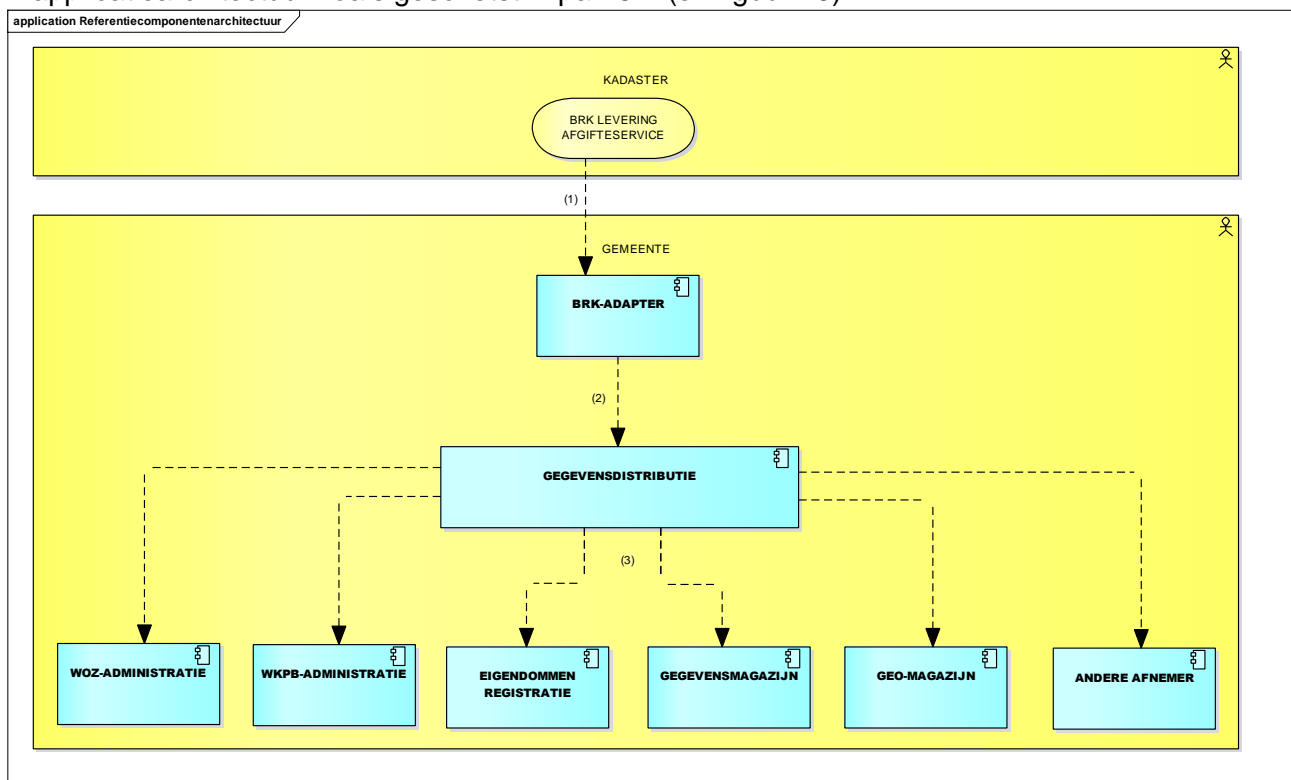 application Referentiecomponentenarchitectuur
KADASTER
BRK LEVERING
AFGIFTESERVICE
(1)
GEMEENTE
BRK-ADAPTER
(2)
GEGEVENSDISTRIBUTIE
(3)
WOZ-ADMINISTRATIE
WKPB-ADMINISTRATIE
EIGENDOMMEN
REGISTRATIE
GEGEVENSMAGAZIJN
GEO-MAGAZIJN
ANDERE AFNEMER